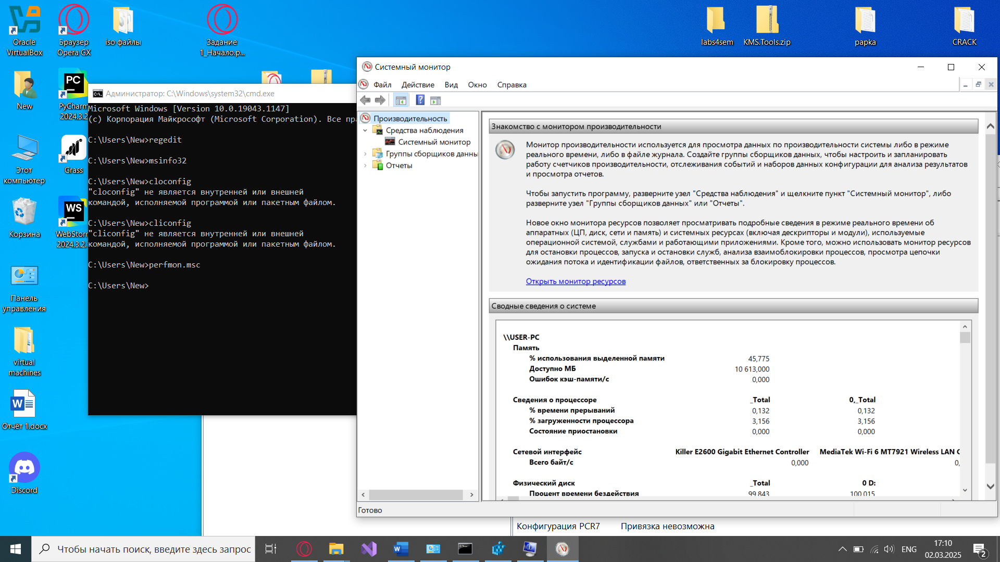 Oracle
VirtualBox
Браузер
Opera GX
iso файлы
Задание
1_Начало.р...
labs4sem
KMS.Tools.zip
papka
CRACK
New
PC
PyCharm
2024.3.2
Этот
компьютер
Grass
Корзина
WS
WebStorm
2024.3.2.
Панель
управления
virtual
machines
W
Отчёт 1.docx
Discord
Администратор: C:\Windows\system32\cmd.exe
Microsoft Windows [Version 10.0.19043.1147]
(c) Корпорация Майкрософт (Microsoft Corporation). Все пра
C:\Users\New>regedit
C:\Users\New>msinfo32
C:\Users\New>cloconfig
"cloconfig" не является внутренней или внешней
командой, исполняемой программой или пакетным файлом.
C:\Users\New>cliconfig
"cliconfig" не является внутренней или внешней
командой, исполняемой программой или пакетным файлом.
C:\Users\New>perfmon.msc
C:\Users\New>
Системный монитор
Файл Действие Вид Окно Справка
Производительность
Средства наблюдения
Системный монитор
Группы сборщиков данны
Отчеты
Знакомство с монитором производительности
Монитор производительности используется для просмотра данных по производительности системы либо в режиме
реального времени, либо в файле журнала. Создайте группы сборщиков данных, чтобы настроить и запланировать
работу счетчиков производительности, отслеживания событий и наборов данных конфигурации для анализа результатов
и просмотра отчетов.
Чтобы запустить программу, разверните узел "Средства наблюдения" и щелкните пункт "Системный монитор", либо
разверните узел "Группы сборщиков данных" или "Отчеты".
Новое окно монитора ресурсов позволяет просматривать подробные сведения в режиме реального времени об
аппаратных (ЦП, диск, сети и память) и системных ресурсах (включая дескрипторы и модули), используемые
операционной системой, службами и работающими приложениями. Кроме того, можно использовать монитор ресурсов
для остановки процессов, запуска и остановки служб, анализа взаимоблокировки процессов, просмотра цепочки
ожидания потока и идентификации файлов, ответственных за блокировку процессов.
Открыть монитор ресурсов
Сводные сведения о системе
\\USER-PC
Память
% использования выделенной памяти 45,775
Доступно МБ 10 613,000
Ошибок кэш-памяти/с 0,000
Сведения о процессоре _Total 0,_Total
% времени прерываний 0,132 0,132
% загруженности процессора 3,156 3,156
Состояние приостановки 0,000 0,000
Сетевой интерфейс Killer E2600 Gigabit Ethernet Controller MediaTek Wi-Fi 6 MT7921 Wireless LAN C
Всего байт/с 0,000 0,
Физический диск _Total 0 D:
Процент времени бездействия 99,843 100,015
Готово
Конфигурация PCR7 Привязка невозможна
Чтобы начать поиск, введите здесь запрос
ENG
17:10
02.03.2025
2